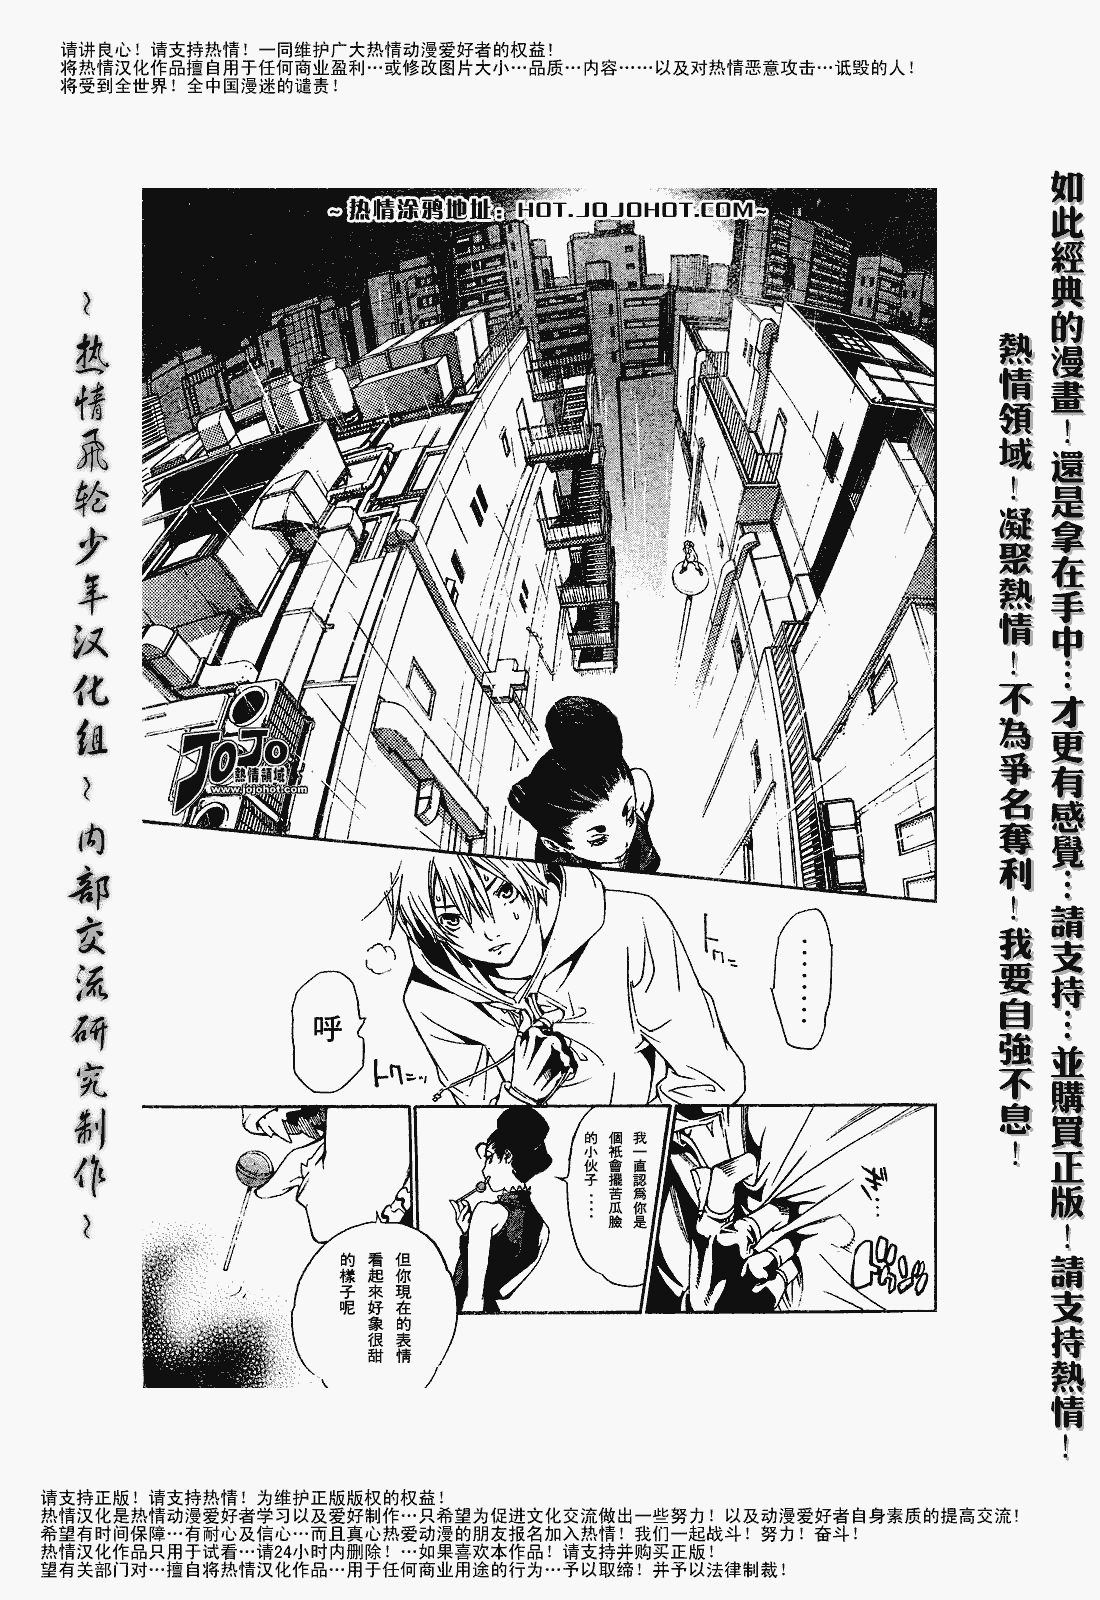 请讲良心！请支持热情！一同维护广大热情动漫爱好者的权益！
将热情汉化作品擅自用于任何商业盈利…或修改图片大小…品质…内容……以及对热情恶意攻击…诋毁的人！
将受到全世界！全中国漫迷的谴责！
~热情涂鸦地址：HOT.JOJOHOT.COM~
如此經典的漫畫！還是拿在手中…才更有感覺…請支持…並購買正版！請支持熱情！
熱情領域！凝聚熱情！不為爭名奪利！我要自強不息！
~热情飛轮少年汉化组~内部交流研究制作~
JOJO
熱情領域
www.jojohot.com
………
トクン…
呼
トクニッ
ギ…
ドクンドクン
我一直認為你是
個祇會擺苦瓜臉
的小伙子…
但你現在的表情
看起來好象很甜
的樣子呢
请支持正版！请支持热情！为维护正版版权的权益！
热情汉化是热情动漫爱好者学习以及爱好制作…只希望为促进文化交流做出一些努力！以及动漫爱好者自身素质的提高交流！
希望有时间保障…有耐心及信心…而且真心热爱动漫的朋友报名加入热情！我们一起战斗！努力！奋斗！
热情汉化作品只用于试看…请24小时内删除！…如果喜欢本作品！请支持并购买正版！
望有关部门对…擅自将热情汉化作品…用于任何商业用途的行为…予以取缔！并予以法律制裁！